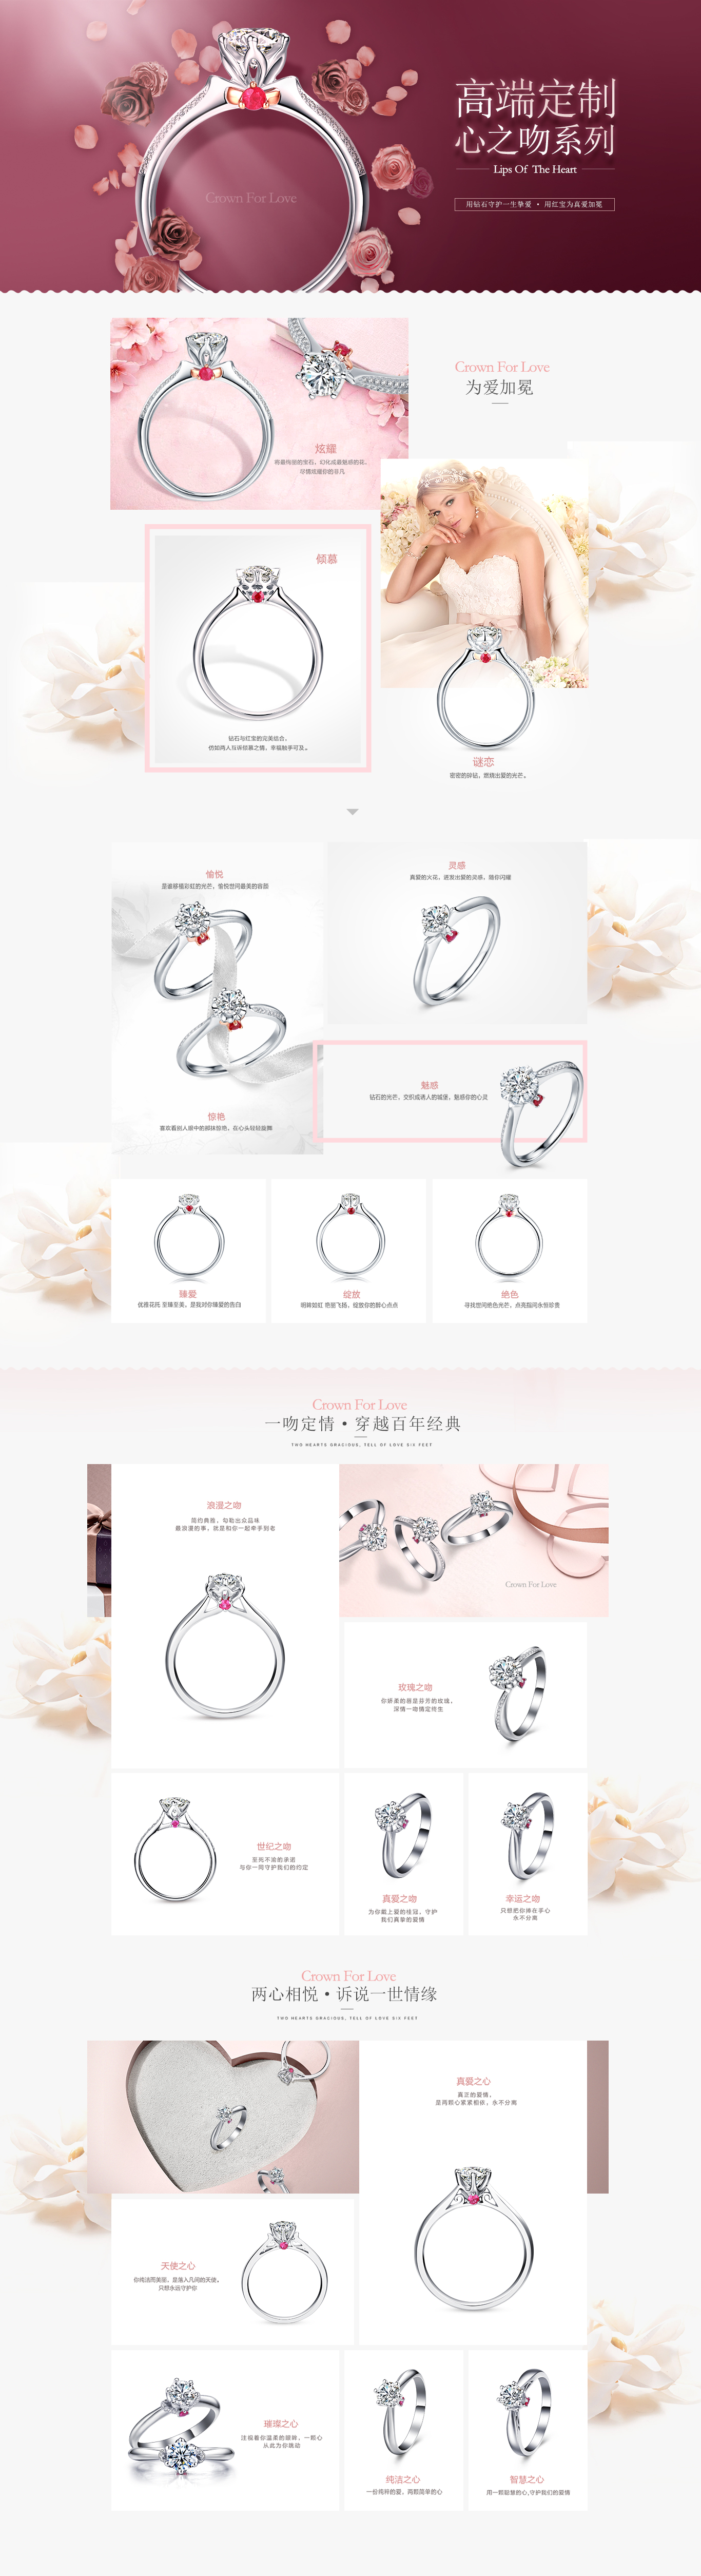 高端定制
心之吻系列
Lips Of The Heart
用钻石守护一生挚爱 • 用红宝为真爱加冕
Crown For Love
Crown For Love
为爱加冕
炫耀
将最绚丽的宝石，幻化成最魅惑的花，
尽情炫耀你的非凡
倾慕
钻石与红宝的完美结合，
仿如两人与诉倾慕之情，幸福触手可及。
谜恋
密密的碎钻，燃烧出爱的光芒。
愉悦
是谁移植彩虹的光芒，愉悦世间最美的容颜
灵感
真爱的火花，迸发出爱的灵感，随你闪耀
魅惑
钻石的光芒，交织成诱人的城堡，魅惑你的心灵
惊艳
喜欢看别人眼中的那抹惊艳，在心头轻轻旋舞
臻爱
优雅花托 至臻至美，是我对你臻爱的告白
绽放
明眸如虹 艳丽飞扬，绽放你的醉心点点
绝色
寻找世间绝色光芒，点亮指间永恒珍贵
Crown For Love
一吻定情 • 穿越百年经典
TWO HEARTS GRACIOUS, TELL OF LOVE SIX FEET
浪漫之吻
简约典雅，勾勒出众品味
最浪漫的事，就是和你一起牵手到老
Crown For Love
玫瑰之吻
你娇柔的唇是芬芳的玫瑰，
深情一吻情定终生
世纪之吻
至死不渝的承诺
与你一同守护我们的约定
真爱之吻
为你戴上爱的桂冠，守护
我们真挚的爱情
幸运之吻
只想把你捧在手心
永不分离
Crown For Love
两心相悦 • 诉说一世情缘
TWO HEARTS GRACIOUS, TELL OF LOVE SIX FEET
真爱之心
真正的爱情，
是两颗心紧紧相依，永不分离
天使之心
你纯洁而美丽，是落入凡间的天使，
只想永远守护你
璀璨之心
注视着你温柔的眼眸，一颗心
从此为你跳动
纯洁之心
一份纯粹的爱，两颗简单的心
智慧之心
用一颗聪慧的心,守护我们的爱情